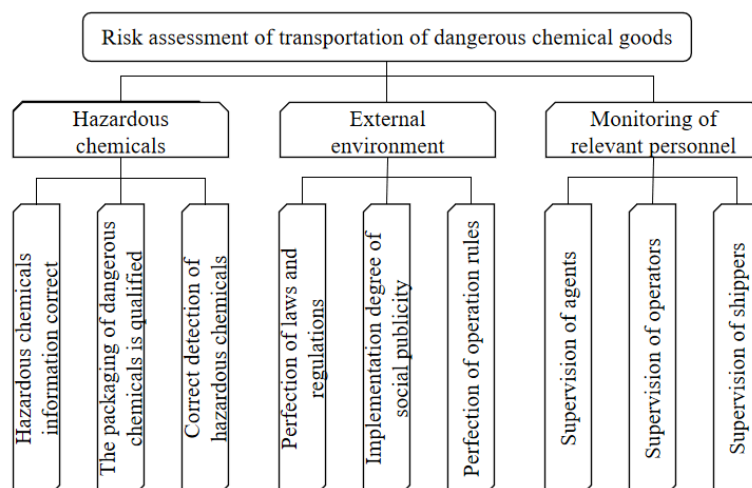 Risk assessment of transportation of dangerous chemical goods
Hazardous
chemicals
External
environment
Monitoring of
relevant personnel
Hazardous chemicals
information correct
The packaging of dangerous
chemicals is qualified
Correct detection of
hazardous chemicals
Perfection of laws and
regulations
Implementation degree of
social publicity
Perfection of operation rules
Supervision of agents
Supervision of operators
Supervision of shippers